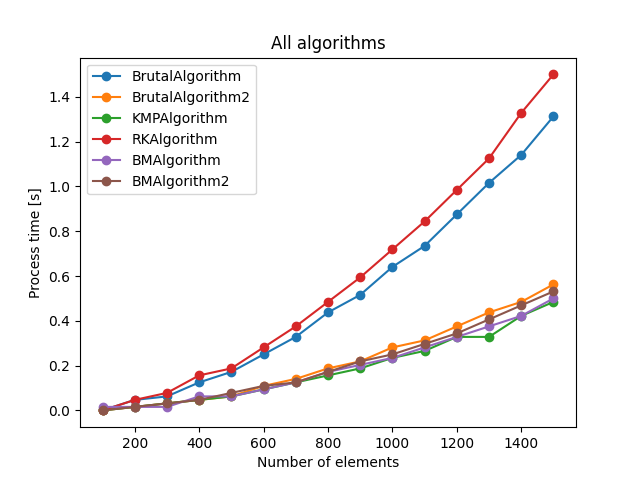 All algorithms
BrutalAlgorithm
BrutalAlgorithm2
KMPAlgorithm
RKAlgorithm
BMAlgorithm
BMAlgorithm2
Process time [s]
1.4
1.2
1.0
0.8
0.6
0.4
0.2
0.0
200 400 600 800 1000 1200 1400
Number of elements